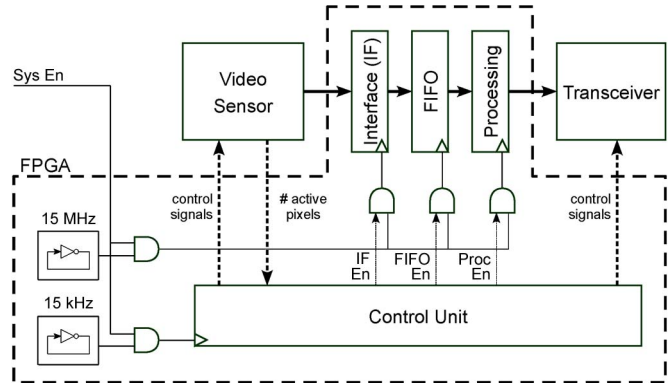 Sys En
Video
Sensor
Interface (IF)
FIFO
Processing
Transceiver
FPGA
control
signals
# active
pixels
control
signals
15 MHz
IF
En
FIFO
En
Proc
En
15 kHz
Control Unit